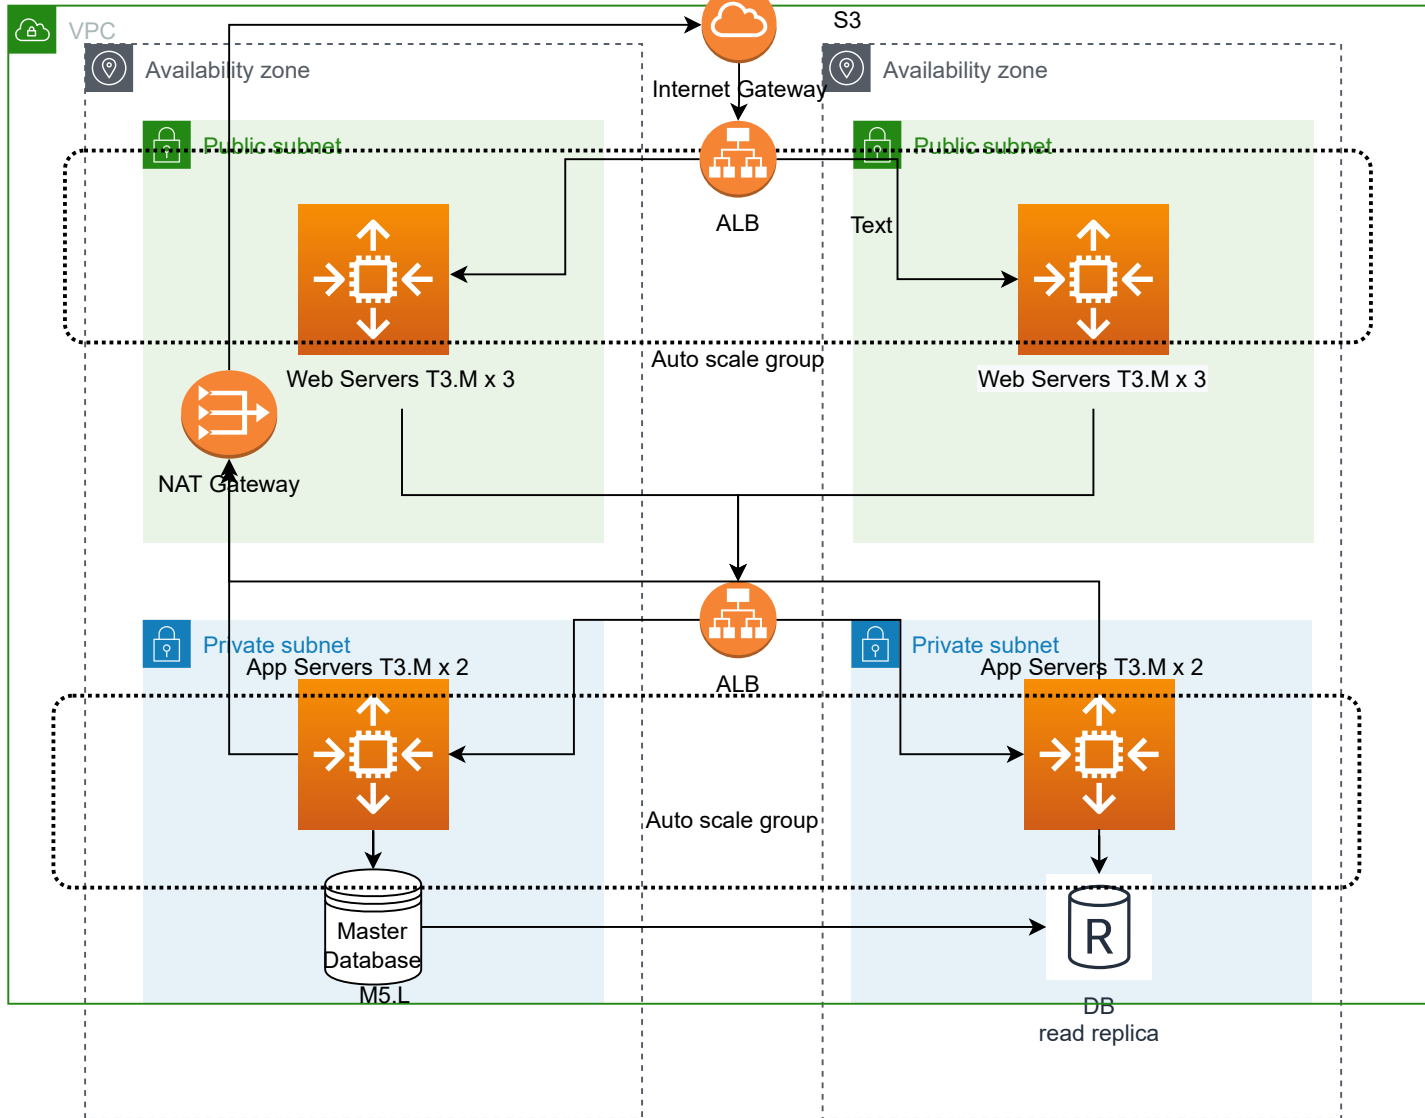 S3
VPC
Availability zone
Availability zone
Internet Gateway
Public subnet
Public subnet
ALB
Text
Auto scale group
Web Servers T3.M x 3
Web Servers T3.M x 3
NAT Gateway
Private subnet
Private subnet
App Servers T3.M x 2
App Servers T3.M x 2
ALB
Auto scale group
Master
Database
R
M5.L
DB
read replica